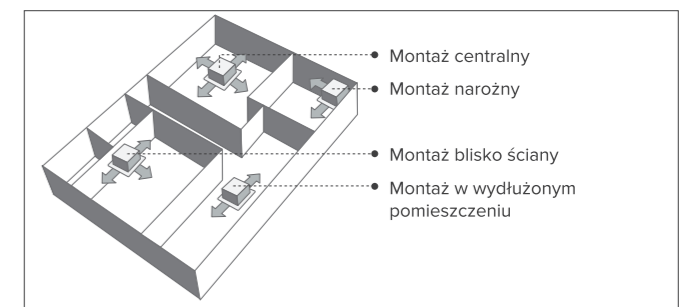 Montaż centralny
Montaż narożny
Montaż blisko ściany
Montaż w wydłużonym
pomieszczeniu